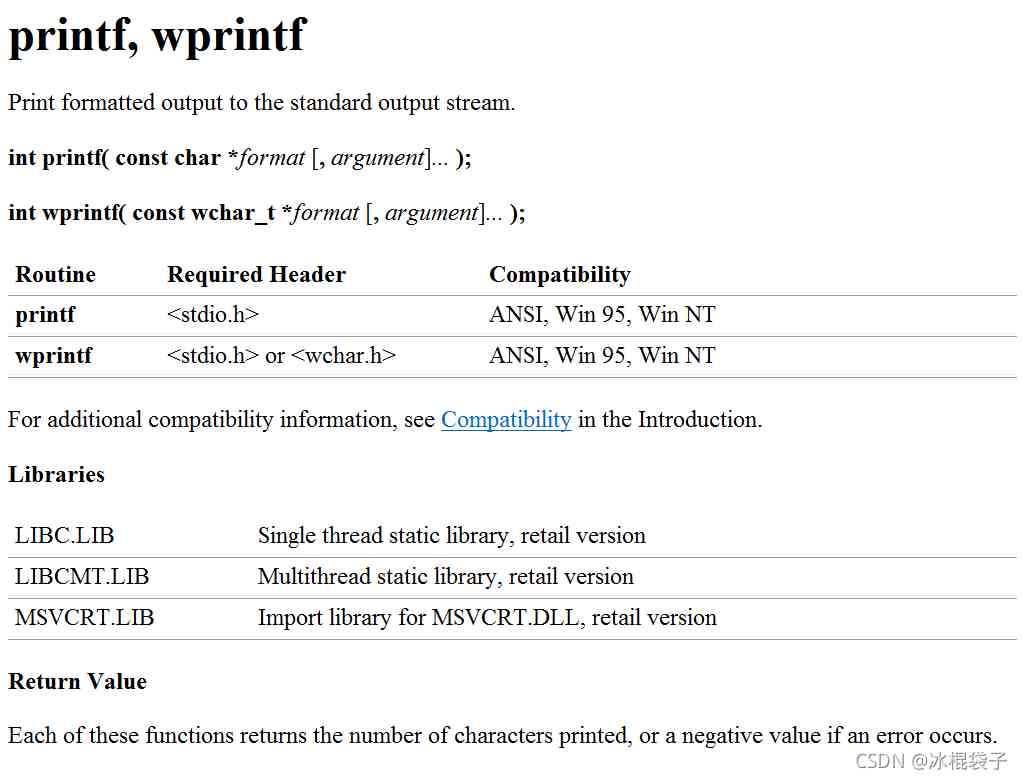 printf, wprintf
Print formatted output to the standard output stream.
int printf( const char *format [, argument]... );
int wprintf( const wchar_t *format [, argument]... );
Routine Required Header Compatibility
printf <stdio.h> ANSI, Win 95, Win NT
wprintf <stdio.h> or <wchar.h> ANSI, Win 95, Win NT
For additional compatibility information, see Compatibility in the Introduction.
Libraries
LIBC.LIB Single thread static library, retail version
LIBCMT.LIB Multithread static library, retail version
MSVCRT.LIB Import library for MSVCRT.DLL, retail version
Return Value
Each of these functions returns the number of characters printed, or a negative value if an error occurs.
CSDN @冰棍袋子